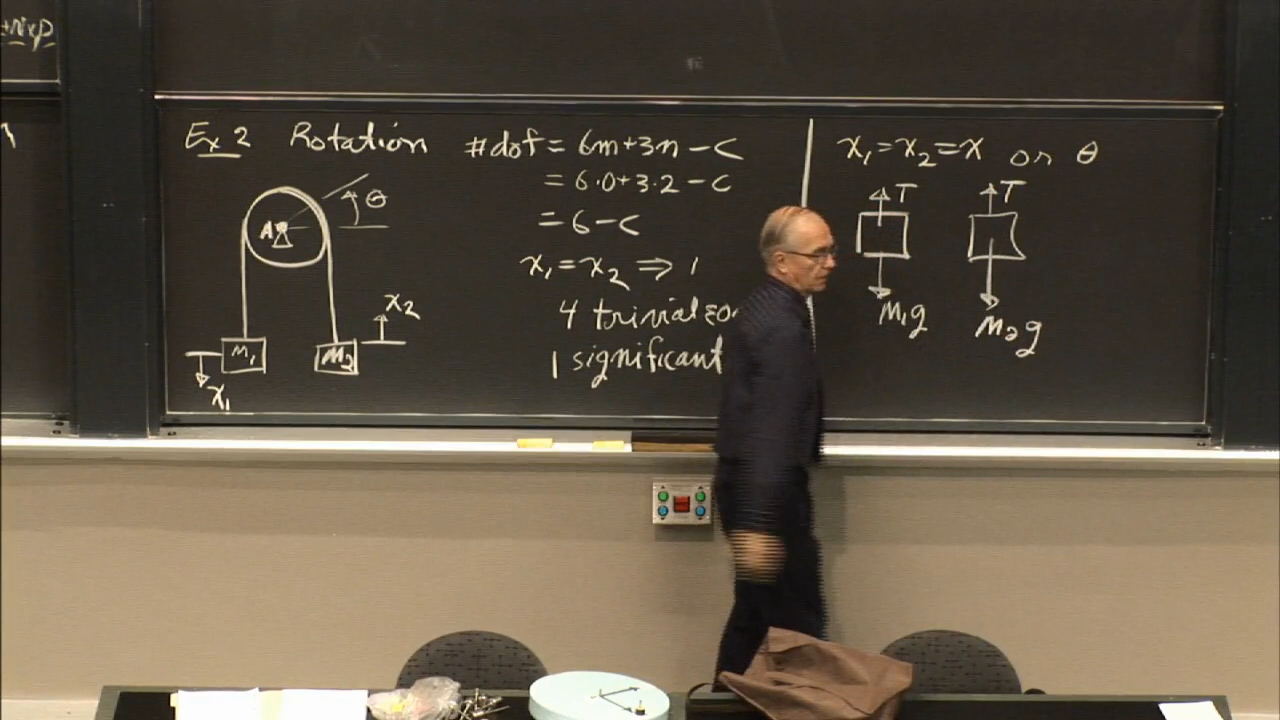 Ex 2 Rotation
A
θ
M₁
M₂
x₁
x₂
#dof = 6m+3n-C
= 6·0+3·2-C
= 6-C
x₁=x₂ ⇒ 1
4 trivial
1 significant
x₁=x₂=x or θ
T
T
M₁g
M₂g